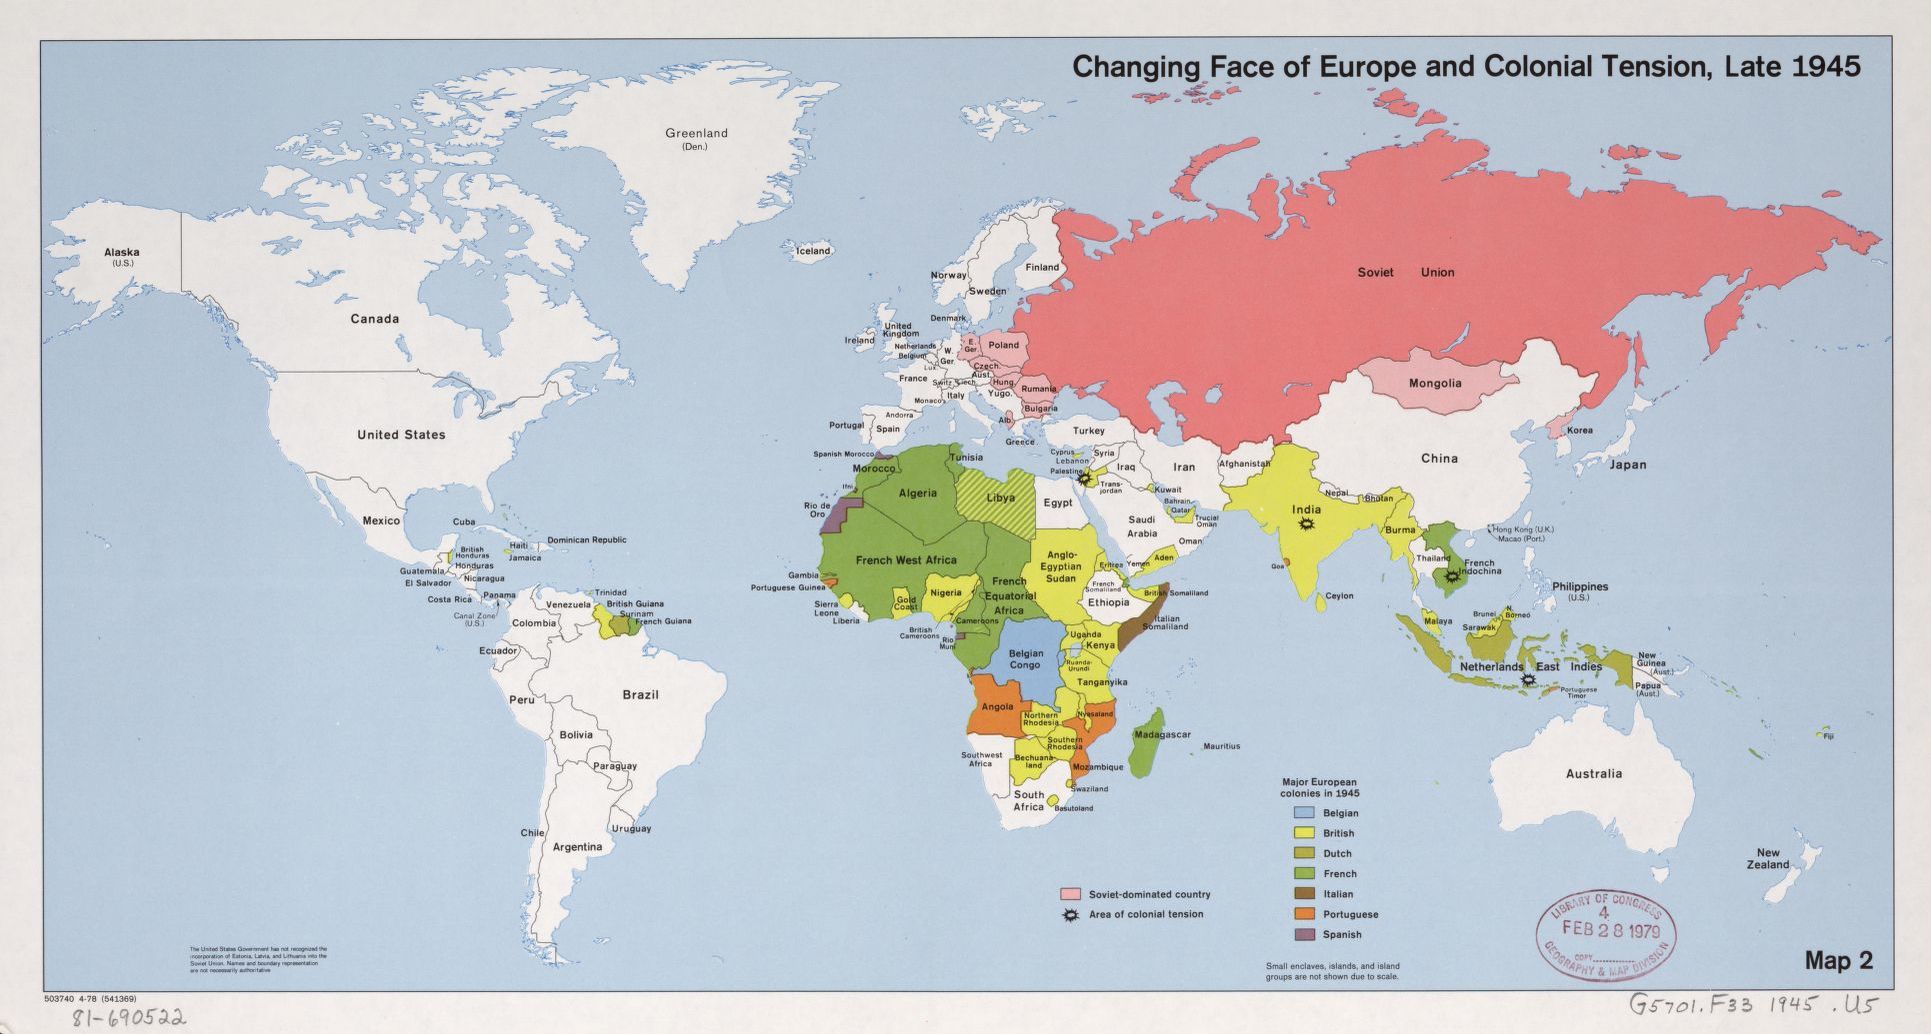 Changing Face of Europe and Colonial Tension, Late 1945
Greenland
(Den.)
Alaska
(U.S.)
Canada
Iceland
Norway
Sweden
Finland
Soviet Union
United
Kingdom
Ireland
Denmark
Netherlands
Belgium
Lux.
W.
Ger.
E.
Ger.
Poland
Czech.
Aust.
Hung.
Rumania
France
Switz.
Liech.
Yugo.
Italy
Monaco
Bulgaria
Andorra
Alb.
Portugal
Spain
Greece
Turkey
Mongolia
Korea
Japan
China
United States
Mexico
Cuba
Haiti
Dominican Republic
Jamaica
British
Honduras
Honduras
Guatemala
El Salvador
Nicaragua
Costa Rica
Panama
Canal Zone
(U.S.)
Trinidad
Venezuela
British Guiana
Surinam
French Guiana
Colombia
Ecuador
Peru
Brazil
Bolivia
Paraguay
Chile
Argentina
Uruguay
Spanish Morocco
Morocco
Tunisia
Ifni
Algeria
Libya
Egypt
Rio de
Oro
French West Africa
Gambia
Portuguese Guinea
Sierra
Leone
Liberia
Gold
Coast
Nigeria
French
Equatorial
Africa
Cameroons
British
Cameroons
Rio
Muni
Anglo-
Egyptian
Sudan
Eritrea
French
Somaliland
Ethiopia
British Somaliland
Italian
Somaliland
Belgian
Congo
Uganda
Kenya
Ruanda-
Urundi
Tanganyika
Angola
Northern
Rhodesia
Nyasaland
Southern
Rhodesia
Southwest
Africa
Bechuana-
land
Mozambique
South
Africa
Swaziland
Basutoland
Madagascar
Mauritius
Cyprus
Lebanon
Palestine
Syria
Iraq
Trans-
jordan
Iran
Kuwait
Bahrain
Qatar
Trucial
Oman
Saudi
Arabia
Oman
Yemen
Aden
Afghanistan
Nepal
Bhutan
India
Goa
Ceylon
Burma
Thailand
French
Indochina
Hong Kong (U.K.)
Macao (Port.)
Philippines
(U.S.)
Malaya
Brunei
N.
Borneo
Sarawak
Netherlands East Indies
Portuguese
Timor
New
Guinea
(Aust.)
Papua
(Aust.)
Fiji
Australia
New
Zealand
Major European
colonies in 1945
Belgian
British
Dutch
French
Italian
Portuguese
Spanish
Soviet-dominated country
Area of colonial tension
Small enclaves, islands, and island
groups are not shown due to scale.
The United States Government has not recognized the
incorporation of Estonia, Latvia, and Lithuania into the
Soviet Union. Names and boundary representation
are not necessarily authoritative
LIBRARY OF CONGRESS
4
FEB 28 1979
COPY
GEOGRAPHY & MAP DIVISION
Map 2
503740 4-78 (541369)
81-690522
G5701.F33 1945 .U5